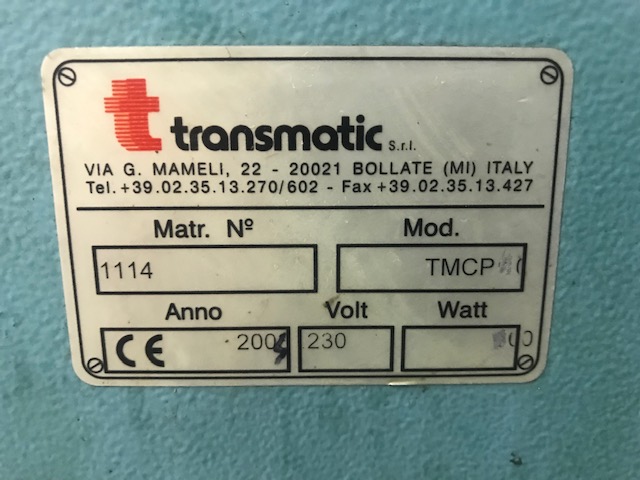 t transmatic S.r.l.
VIA G. MAMELI, 22 - 20021 BOLLATE (MI) ITALY
Tel. +39.02.35.13.270/602 - Fax +39.02.35.13.427
Matr. Nº Mod.
1114
Anno Volt Watt
CE 230